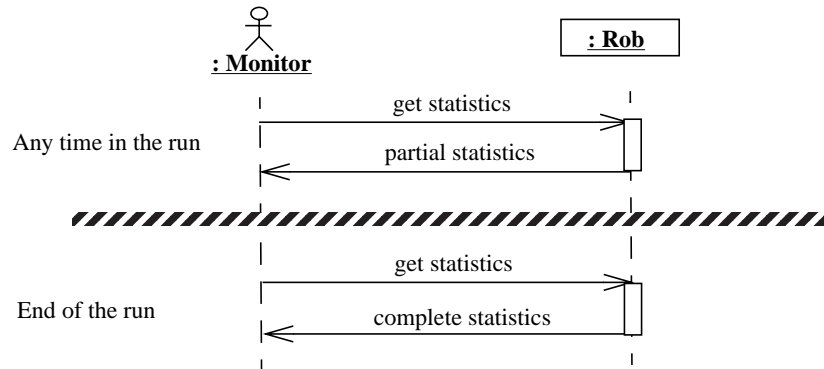 : Monitor
: Rob
get statistics
Any time in the run
partial statistics
get statistics
End of the run
complete statistics